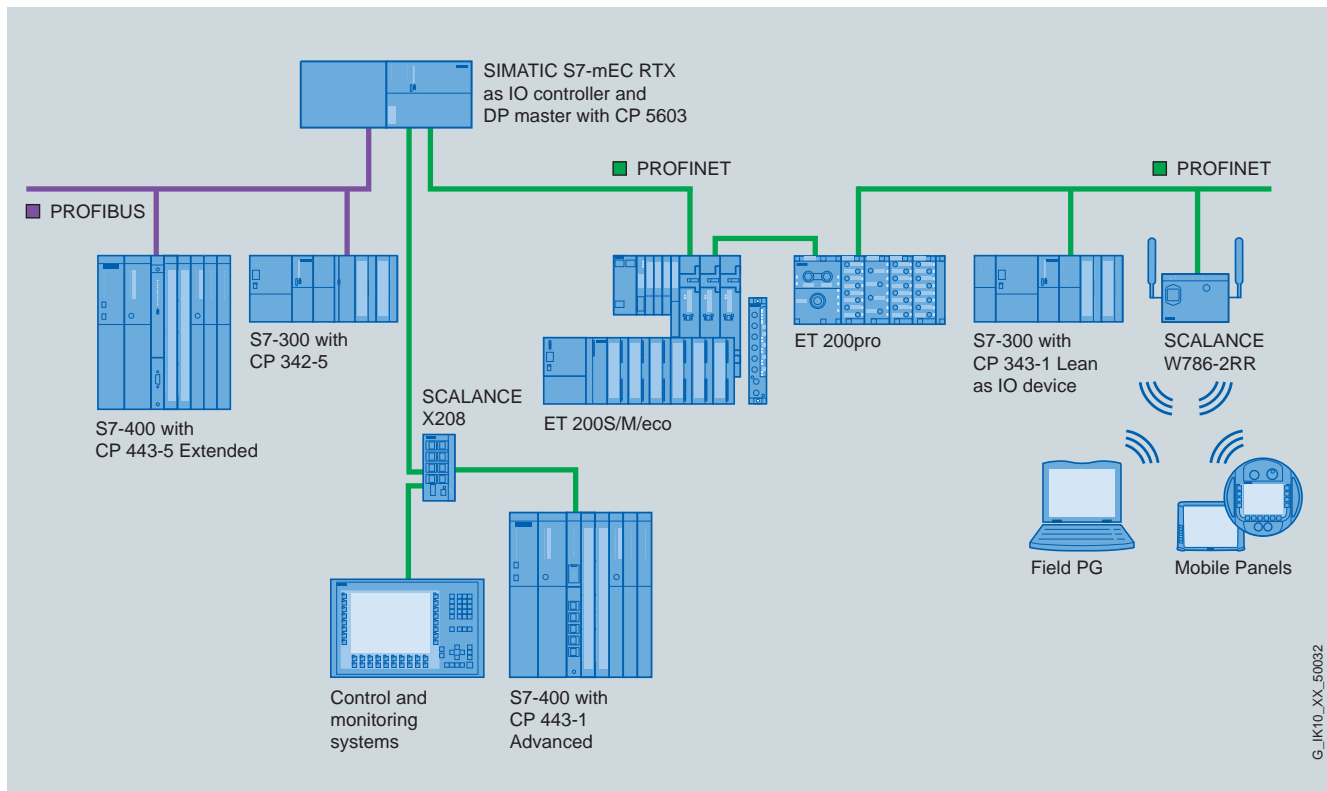 SIMATIC S7-mEC RTX
as IO controller and
DP master with CP 5603
PROFINET
PROFINET
PROFIBUS
S7-400 with
CP 443-5 Extended
S7-300 with
CP 342-5
SCALANCE
X208
ET 200S/M/eco
ET 200pro
S7-300 with
CP 343-1 Lean
as IO device
SCALANCE
W786-2RR
Field PG
Mobile Panels
Control and
monitoring
systems
S7-400 with
CP 443-1
Advanced
G_IK10_XX_50032